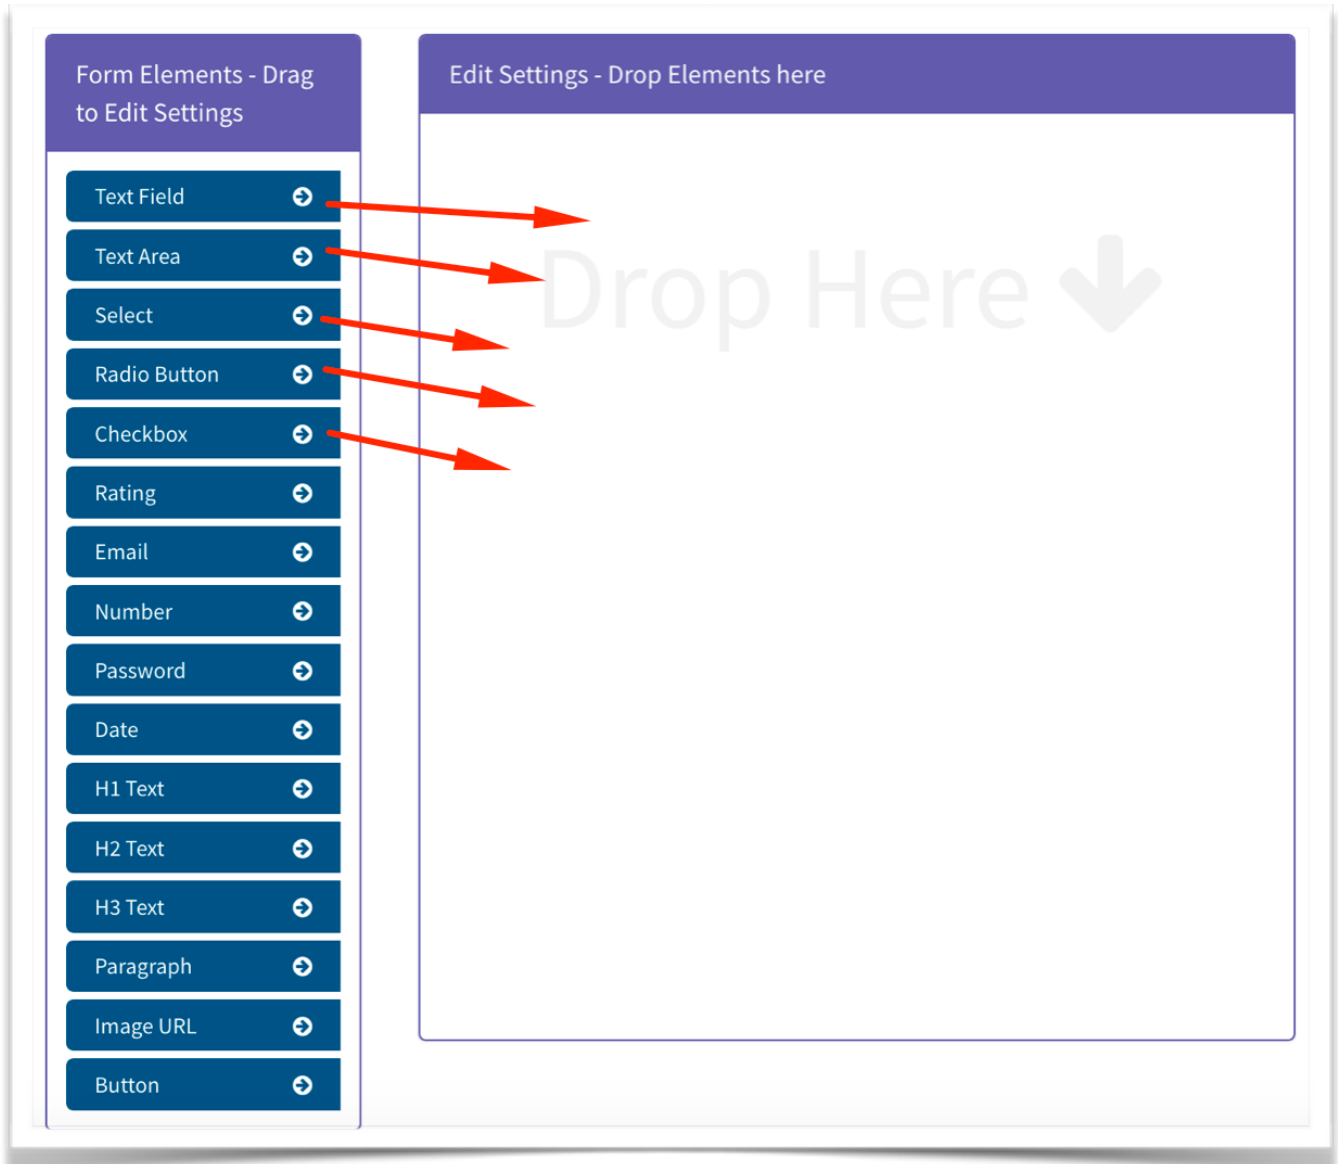 Form Elements - Drag
to Edit Settings
Text Field
Text Area
Select
Radio Button
Checkbox
Rating
Email
Number
Password
Date
H1 Text
H2 Text
H3 Text
Paragraph
Image URL
Button
Edit Settings - Drop Elements here
Drop Here